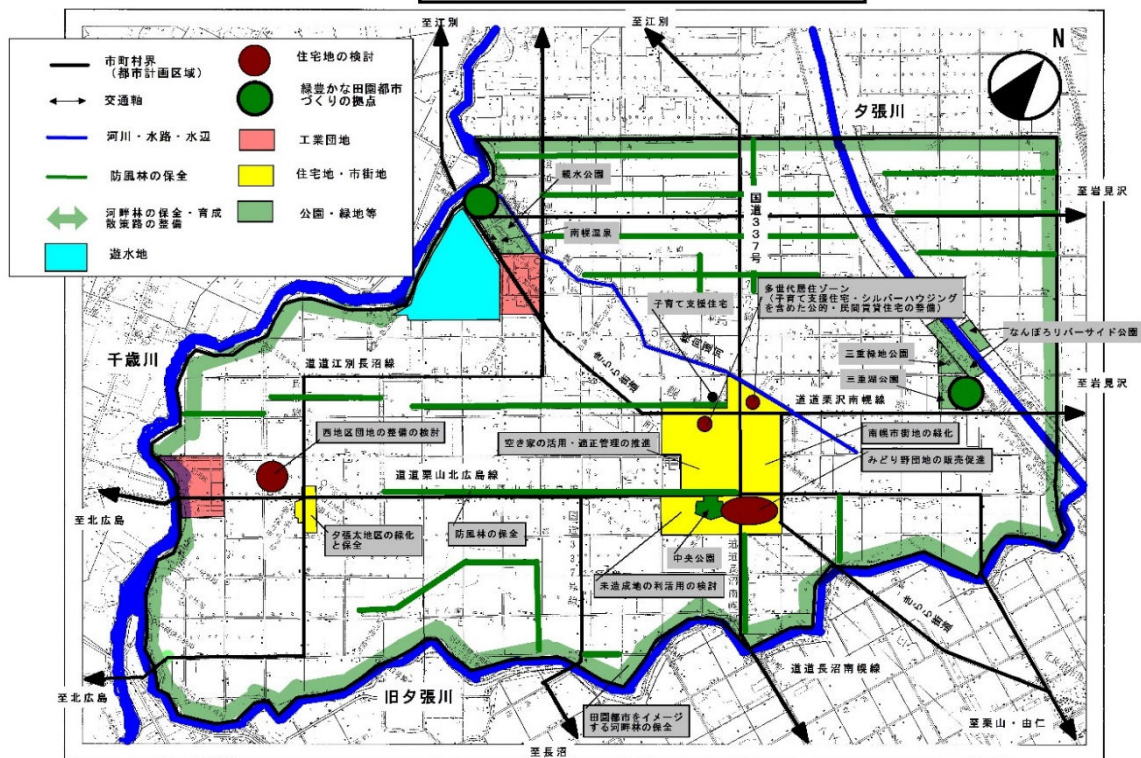 至江別
至江別
N
市町村界
(都市計画区域)
住宅地の検討
交通軸
緑豊かな田園都市
づくりの拠点
河川・水路・水辺
工業団地
防風林の保全
住宅地・市街地
河畔林の保全・育成
散策路の整備
公園・緑地等
遊水地
夕張川
親水公園
至岩見沢
南幌温泉
国道337号
子育て支援住宅
多世代居住ゾーン
(子育て支援住宅・シルバーハウジング
を含めた公的・民間賃貸住宅の整備)
なんぽろリバーサイド公園
三重緑地公園
三重湖公園
至岩見沢
千歳川
道道江別長沼線
きらら街道
道道栗沢南幌線
西地区団地の整備の検討
空き家の活用・適正管理の推進
南幌市街地の緑化
みどり野団地の販売促進
道道栗山北広島線
至北広島
夕張太地区の緑化
と保全
防風林の保全
中央公園
未造成地の利活用の検討
きらら街道
道道長沼南幌線
至北広島
旧夕張川
田園都市をイメージ
する河畔林の保全
至長沼
至栗山・由仁